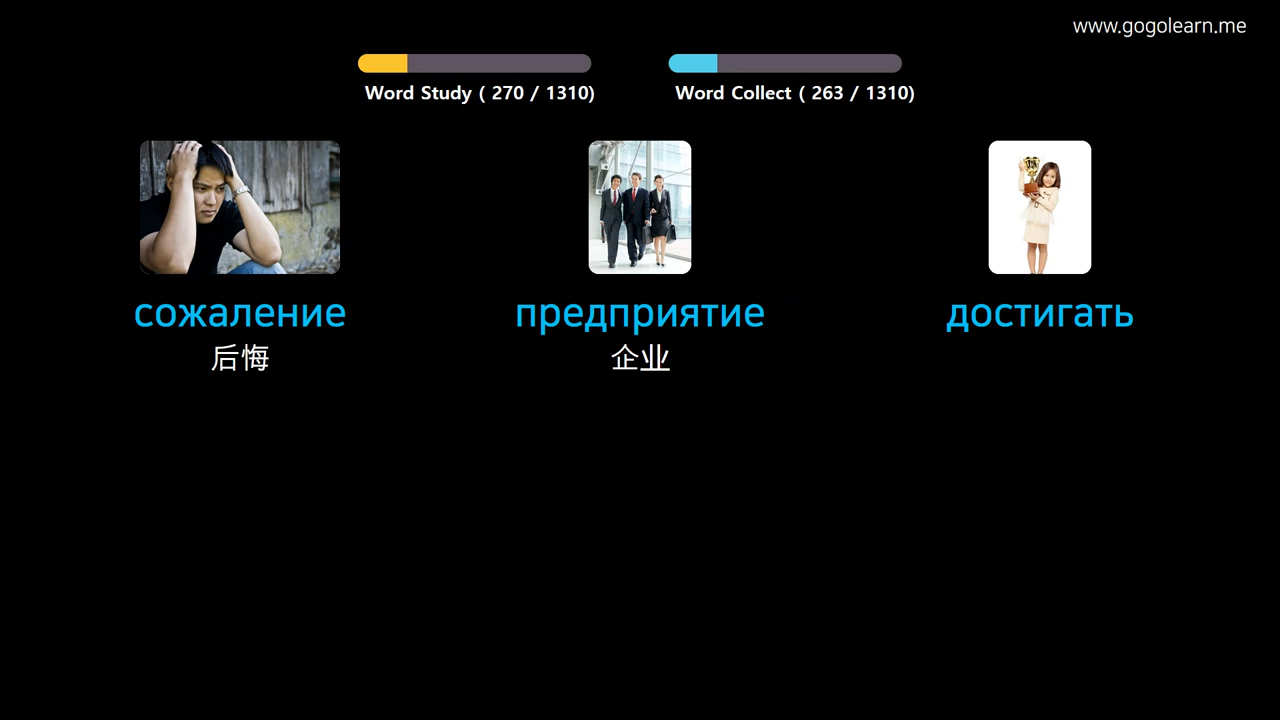 www.gogolearn.me
Word Study ( 270 / 1310)
Word Collect ( 263 / 1310)
сожаление
предприятие
достигать
后悔
企业